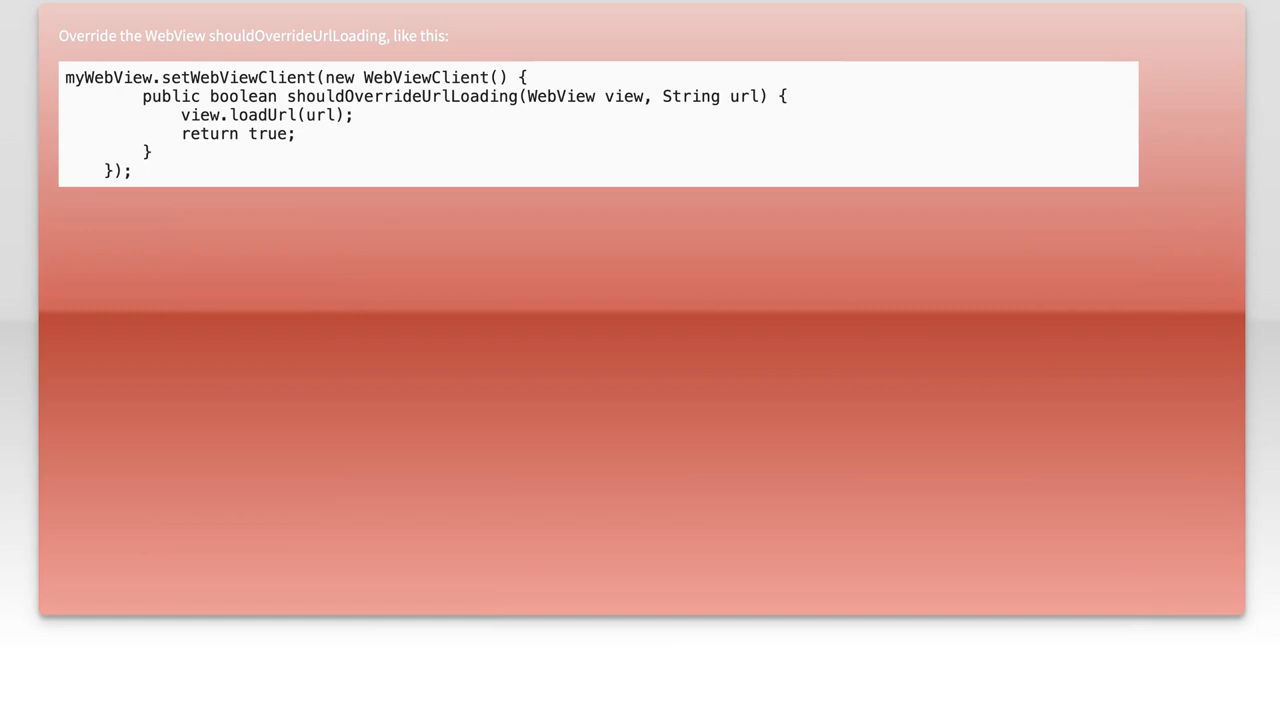 Override the WebView shouldOverrideUrlLoading, like this:
myWebView.setWebViewClient(new WebViewClient() {
        public boolean shouldOverrideUrlLoading(WebView view, String url) {
            view.loadUrl(url);
            return true;
        }
    });